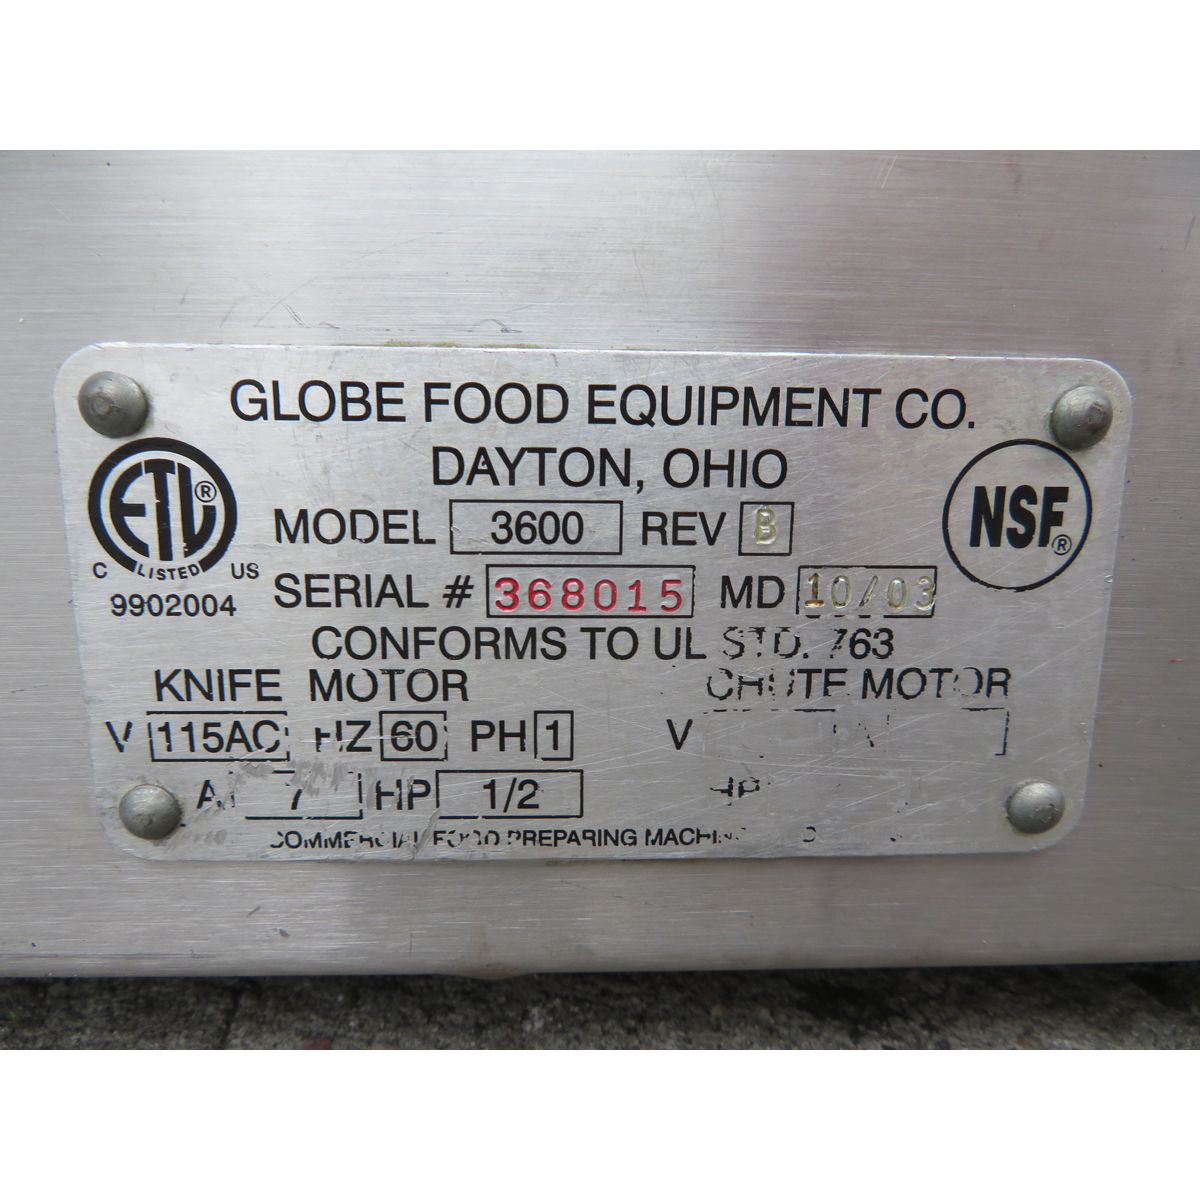 GLOBE FOOD EQUIPMENT CO.
DAYTON, OHIO
ETL®
C LISTED US
9902004
NSF®
MODEL 3600 REV B
SERIAL # 368015 MD 10/03
CONFORMS TO UL STD. 763
KNIFE MOTOR CHUTE MOTOR
V 115AC HZ 60 PH 1 V
7 HP 1/2 HP
COMMERCIAL FOOD PREPARING